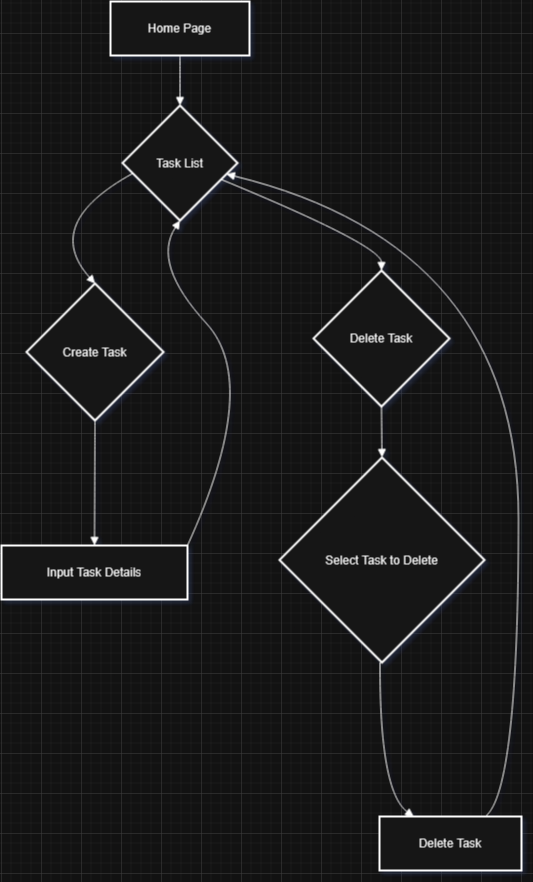 Home Page
Task List
Create Task
Delete Task
Select Task to Delete
Input Task Details
Delete Task